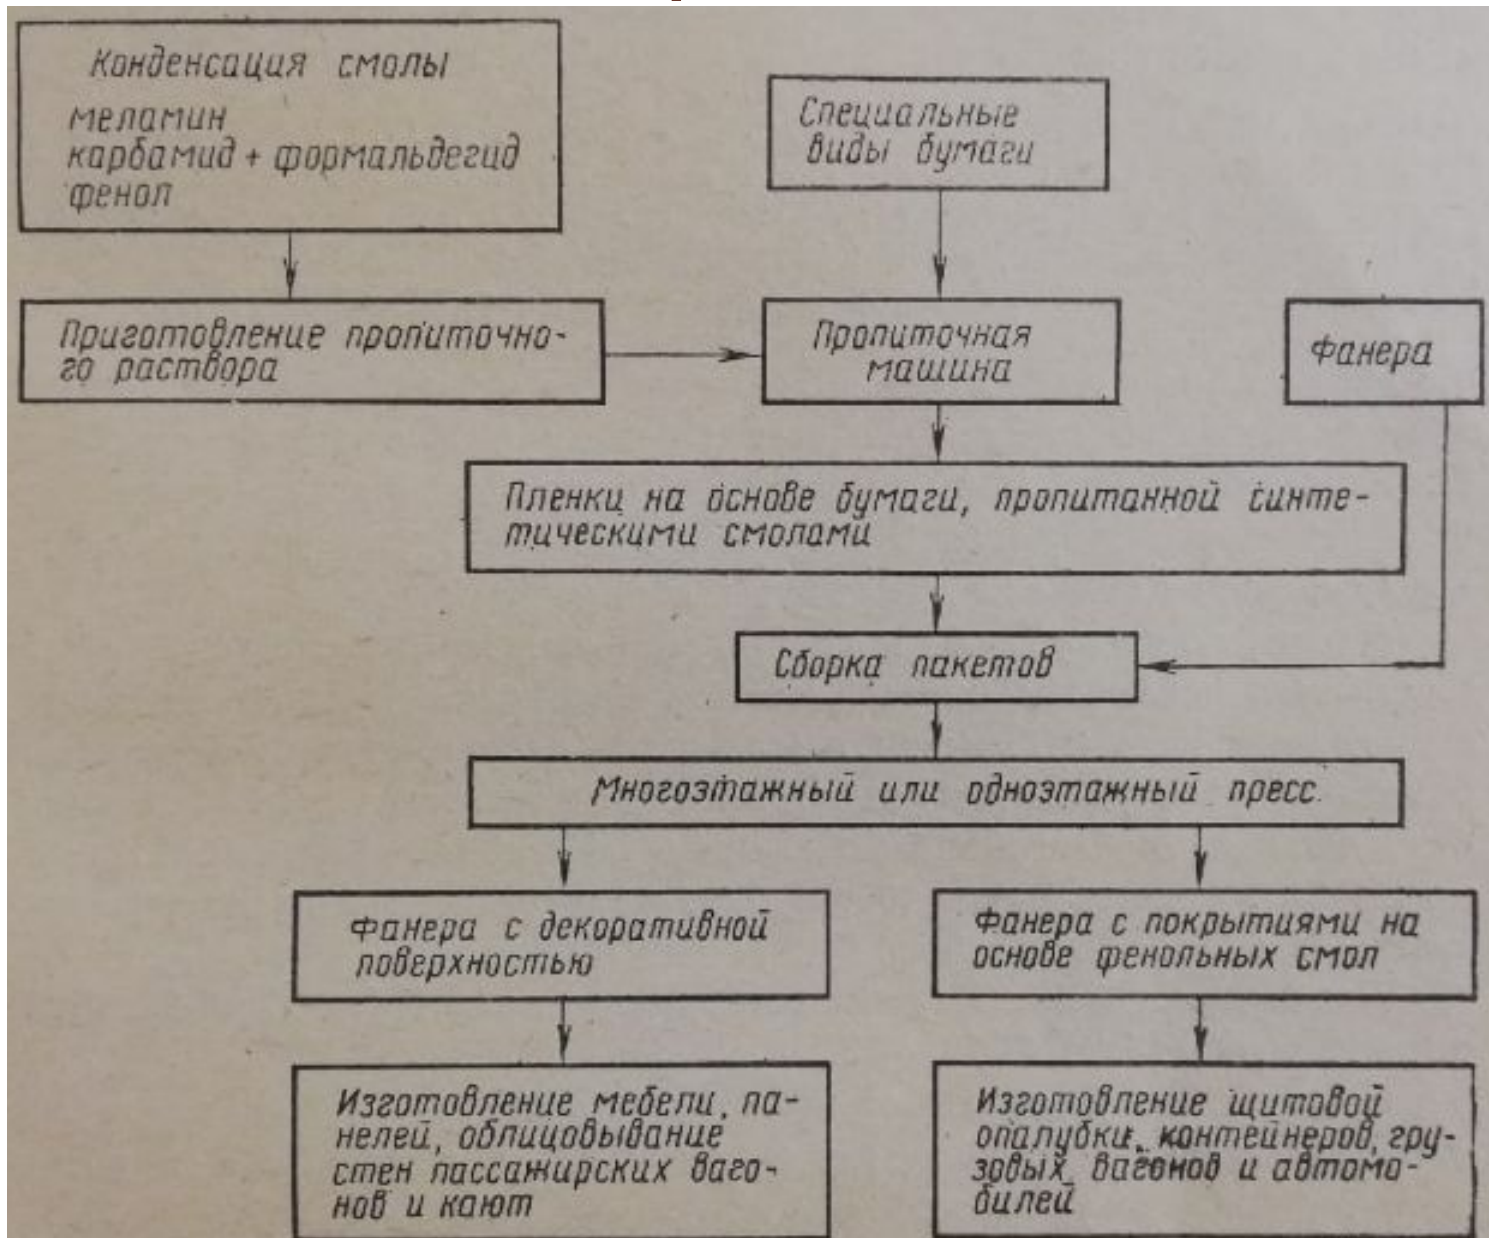 Конденсация смолы
меламин
карбамид + формальдегид
фенол
Специальные
виды бумаги
Приготовление пропиточно-
го раствора
Пропиточная
машина
Фанера
Пленки на основе бумаги, пропитанной синте-
тическими смолами
Сборка пакетов
Многоэтажный или одноэтажный пресс.
Фанера с декоративной
поверхностью
Фанера с покрытиями на
основе фенольных смол
Изготовление мебели, па-
нелей, облицовывание
стен пассажирских ваго-
нов и кают
Изготовление щитовой
опалубки, контейнеров, гру-
зовых вагонов и автомо-
билей